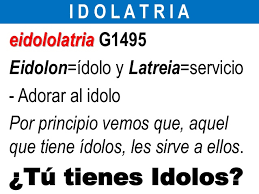 IDOLATRIA
eidololatria G1495
Eidolon=ídolo y Latreia=servicio
- Adorar al idolo
Por principio vemos que, aquel
que tiene ídolos, les sirve a ellos.
¿Tú tienes Idolos?